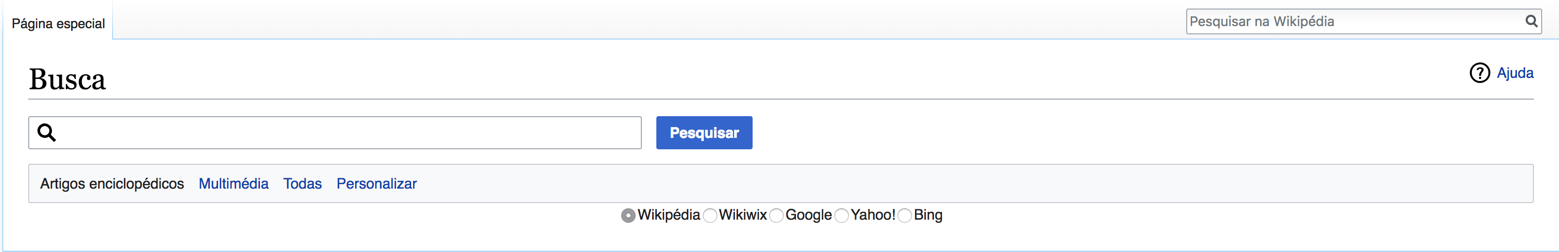 Página especial
Pesquisar na Wikipédia
Busca
Ajuda
Pesquisar
Artigos enciclopédicos Multimédia Todas Personalizar
Wikipédia Wikiwix Google Yahoo! Bing